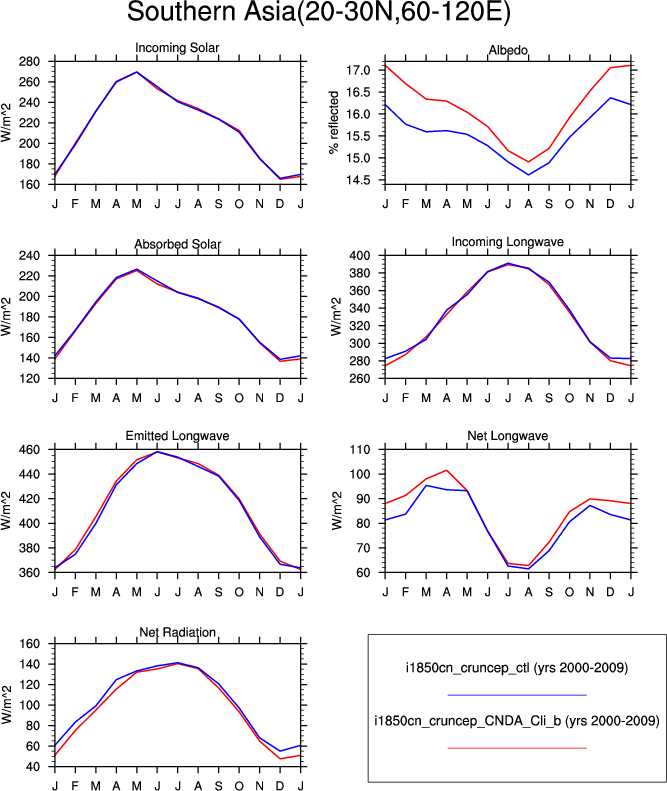 Southern Asia(20-30N,60-120E)
Incoming Solar
W/m^2
280
260
240
220
200
180
160
J F M A M J J A S O N D J
Albedo
% reflected
17.0
16.5
16.0
15.5
15.0
14.5
J F M A M J J A S O N D J
Absorbed Solar
W/m^2
240
220
200
180
160
140
120
J F M A M J J A S O N D J
Incoming Longwave
W/m^2
400
380
360
340
320
300
280
260
J F M A M J J A S O N D J
Emitted Longwave
W/m^2
460
440
420
400
380
360
J F M A M J J A S O N D J
Net Longwave
W/m^2
110
100
90
80
70
60
J F M A M J J A S O N D J
Net Radiation
W/m^2
160
140
120
100
80
60
40
J F M A M J J A S O N D J
i1850cn_cruncep_ctl (yrs 2000-2009)
i1850cn_cruncep_CNDA_Cli_b (yrs 2000-2009)